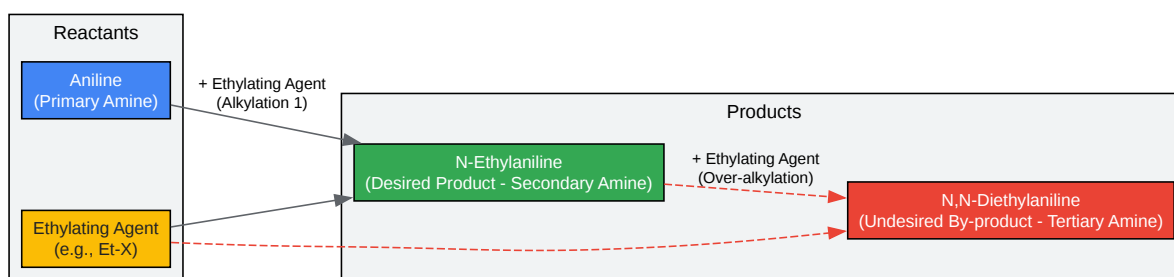 Reactants
Aniline
(Primary Amine)
+ Ethylating Agent
(Alkylation 1)
Products
N-Ethylaniline
(Desired Product - Secondary Amine)
+ Ethylating Agent
(Over-alkylation)
N,N-Diethylaniline
(Undesired By-product - Tertiary Amine)
Ethylating Agent
(e.g., Et-X)